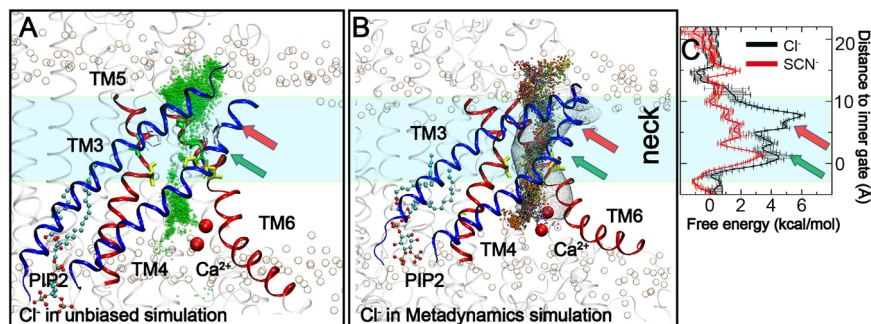 A
TM5
TM3
TM4
TM6
PIP2
Ca²⁺
Cl⁻ in unbiased simulation
B
TM3
neck
TM4
TM6
PIP2
Ca²⁺
Cl⁻ in Metadynamics simulation
C
Cl⁻
SCN⁻
20
10
0
0 2 4 6
Free energy (kcal/mol)
Distance to inner gate (Å)